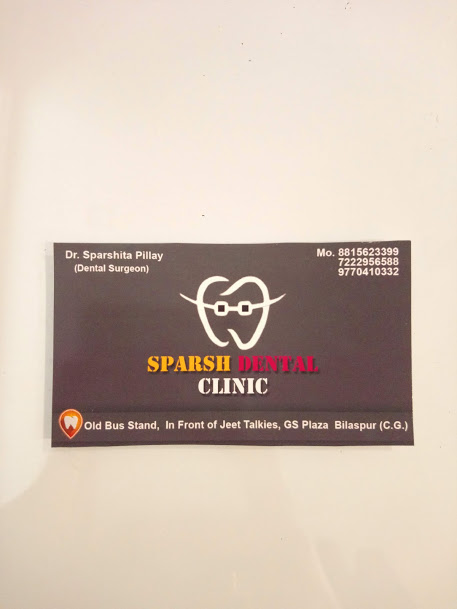 Dr. Sparshita Pillay
(Dental Surgeon)
Mo. 8815623399
7222956588
9770410332
SPARSH DENTAL
CLINIC
Old Bus Stand, In Front of Jeet Talkies, GS Plaza Bilaspur (C.G.)